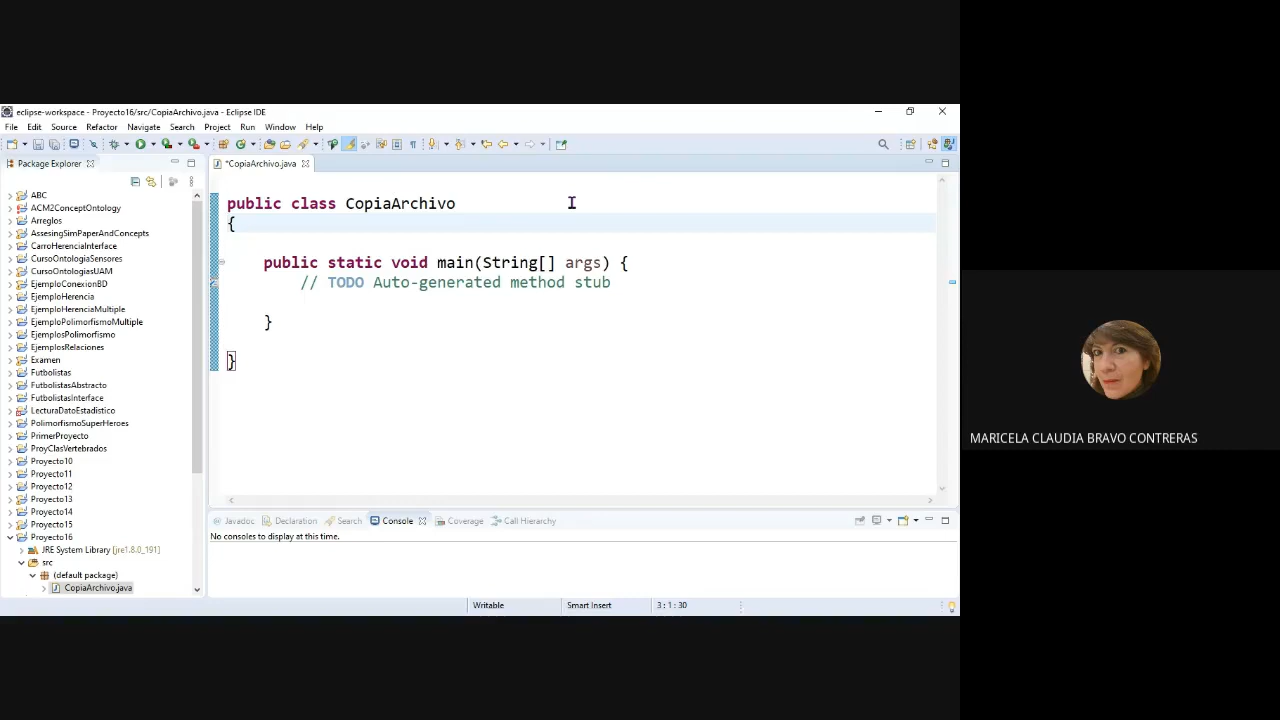 eclipse-workspace - Proyecto16/src/CopiaArchivo.java - Eclipse IDE
File Edit Source Refactor Navigate Search Project Run Window Help
Package Explorer
*CopiaArchivo.java
ABC
ACM2ConceptOntology
Arreglos
AssesingSimPaperAndConcepts
CarroHerenciaInterface
CursoOntologiaSensores
CursoOntologiasUAM
EjemploConexionBD
EjemploHerencia
EjemploHerenciaMultiple
EjemploPolimorfismoMultiple
EjemplosPolimorfismo
EjemplosRelaciones
Examen
Futbolistas
FutbolistasAbstracto
FutbolistasInterface
LecturaDatoEstadistico
PolimorfismoSuperHeroes
PrimerProyecto
ProyClasVertebrados
Proyecto10
Proyecto11
Proyecto12
Proyecto13
Proyecto14
Proyecto15
Proyecto16
JRE System Library [jre1.8.0_191]
src
(default package)
CopiaArchivo.java
public class CopiaArchivo
{
public static void main(String[] args) {
// TODO Auto-generated method stub
}
}
Javadoc Declaration Search Console Coverage Call Hierarchy
No consoles to display at this time.
Writable Smart Insert 3 : 1 : 30
MARICELA CLAUDIA BRAVO CONTRERAS